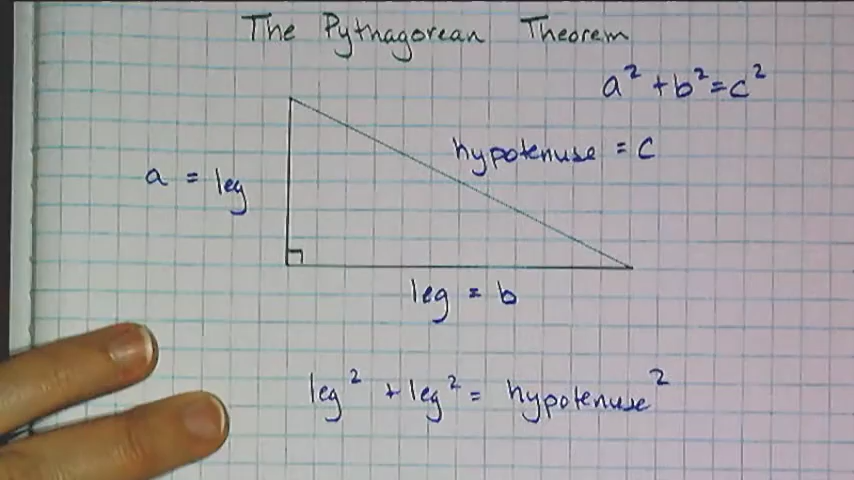 The Pythagorean Theorem
a² + b² = c²
hypotenuse = c
a = leg
leg = b
leg² + leg² = hypotenuse²